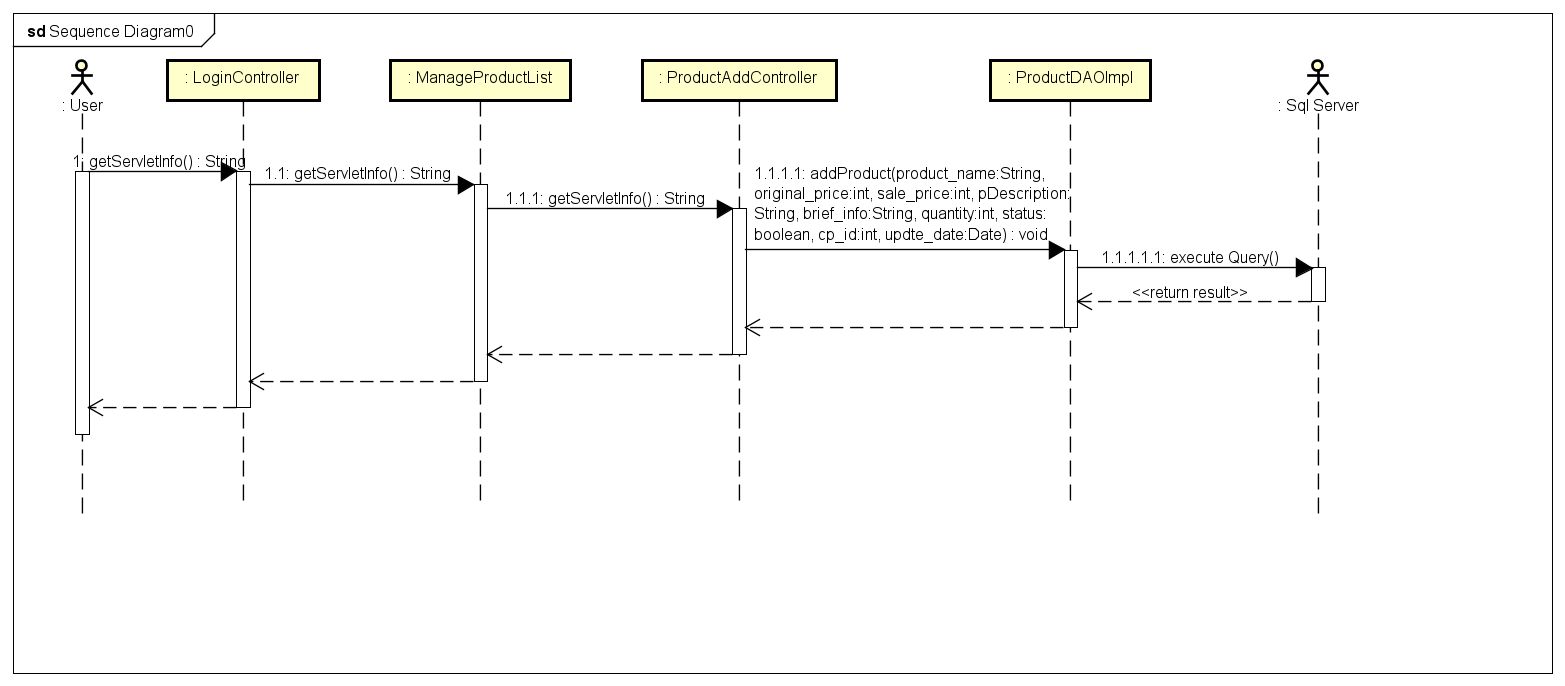 sd Sequence Diagram0
: User
: LoginController
: ManageProductList
: ProductAddController
: ProductDAOImpl
: Sql Server
1: getServletInfo() : String
1.1: getServletInfo() : String
1.1.1: getServletInfo() : String
1.1.1.1: addProduct(product_name:String,
original_price:int, sale_price:int, pDescription:
String, brief_info:String, quantity:int, status:
boolean, cp_id:int, updte_date:Date) : void
1.1.1.1.1: execute Query()
<<return result>>